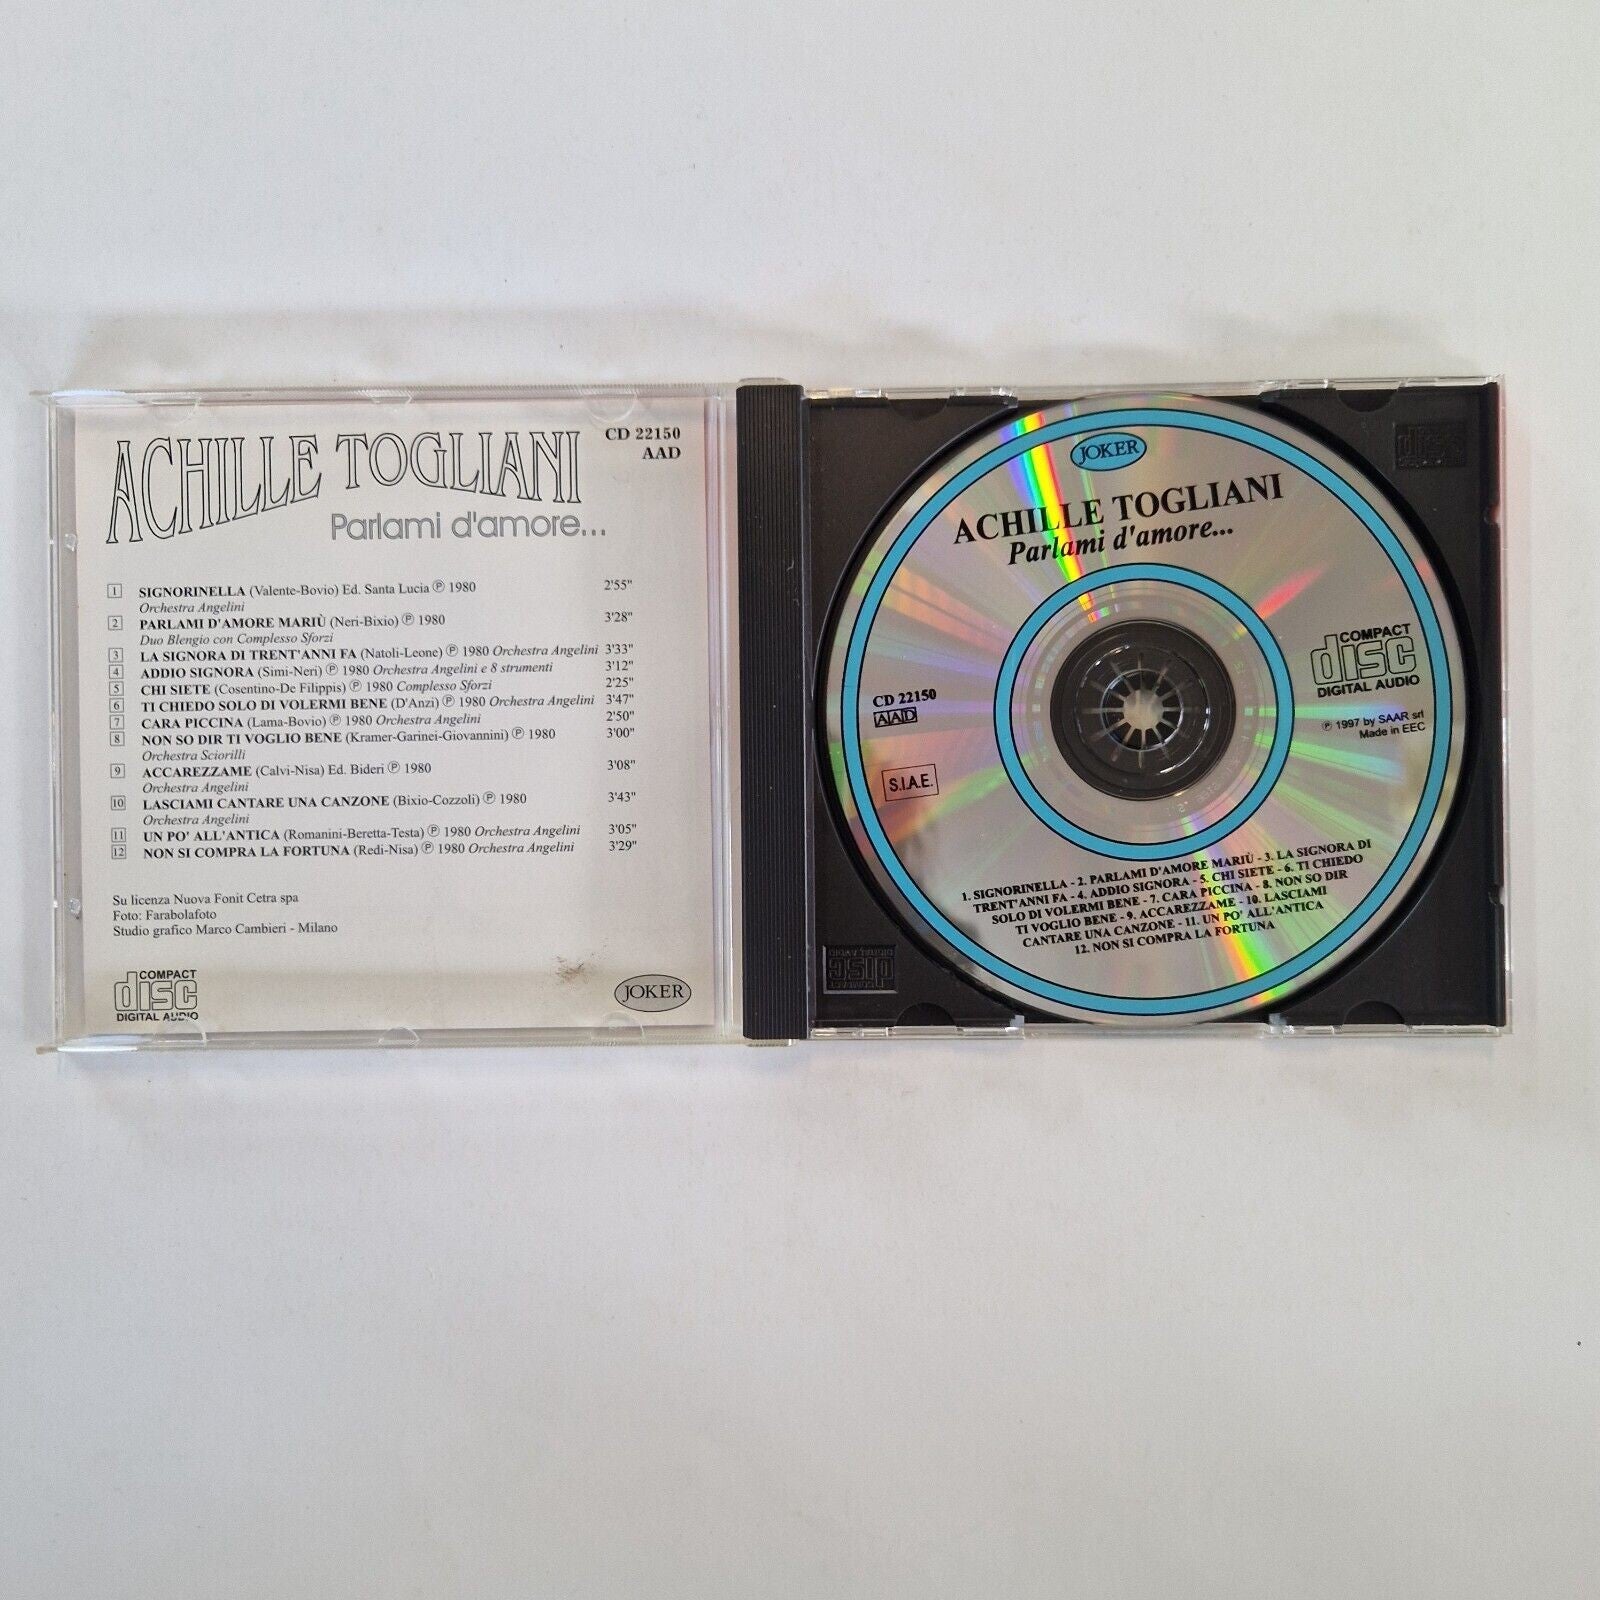 ACHILLE TOGLIANI
CD 22150
AAD
Parlami d'amore...
1 SIGNORINELLA (Valente-Bovio) Ed. Santa Lucia ℗ 1980 2'55"
Orchestra Angelini
2 PARLAMI D'AMORE MARIÙ (Neri-Bixio) ℗ 1980 3'28"
Duo Blengio con Complesso Sforzi
3 LA SIGNORA DI TRENT'ANNI FA (Natoli-Leone) ℗ 1980 Orchestra Angelini 3'33"
4 ADDIO SIGNORA (Simi-Neri) ℗ 1980 Orchestra Angelini e 8 strumenti 3'12"
5 CHI SIETE (Cosentino-De Filippis) ℗ 1980 Complesso Sforzi 2'25"
6 TI CHIEDO SOLO DI VOLERMI BENE (D'Anzi) ℗ 1980 Orchestra Angelini 3'47"
7 CARA PICCINA (Lama-Bovio) ℗ 1980 Orchestra Angelini 2'50"
8 NON SO DIR TI VOGLIO BENE (Kramer-Garinei-Giovannini) ℗ 1980 3'00"
Orchestra Sciorilli
9 ACCAREZZAME (Calvi-Nisa) Ed. Bideri ℗ 1980 3'08"
Orchestra Angelini
10 LASCIAMI CANTARE UNA CANZONE (Bixio-Cozzoli) ℗ 1980 3'43"
Orchestra Angelini
11 UN PO' ALL'ANTICA (Romanini-Beretta-Testa) ℗ 1980 Orchestra Angelini 3'05"
12 NON SI COMPRA LA FORTUNA (Redi-Nisa) ℗ 1980 Orchestra Angelini 3'29"
Su licenza Nuova Fonit Cetra spa
Foto: Farabolafoto
Studio grafico Marco Cambieri - Milano
COMPACT
disc
DIGITAL AUDIO
JOKER
JOKER
ACHILLE TOGLIANI
Parlami d'amore...
COMPACT
disc
DIGITAL AUDIO
CD 22150
AAD
℗ 1997 by SAAR srl
Made in EEC
S.I.A.E.
1. SIGNORINELLA - 2. PARLAMI D'AMORE MARIÙ - 3. LA SIGNORA DI
TRENT'ANNI FA - 4. ADDIO SIGNORA - 5. CHI SIETE - 6. TI CHIEDO
SOLO DI VOLERMI BENE - 7. CARA PICCINA - 8. NON SO DIR
TI VOGLIO BENE - 9. ACCAREZZAME - 10. LASCIAMI
CANTARE UNA CANZONE - 11. UN PO' ALL'ANTICA
12. NON SI COMPRA LA FORTUNA
COMPACT
disc
DIGITAL AUDIO